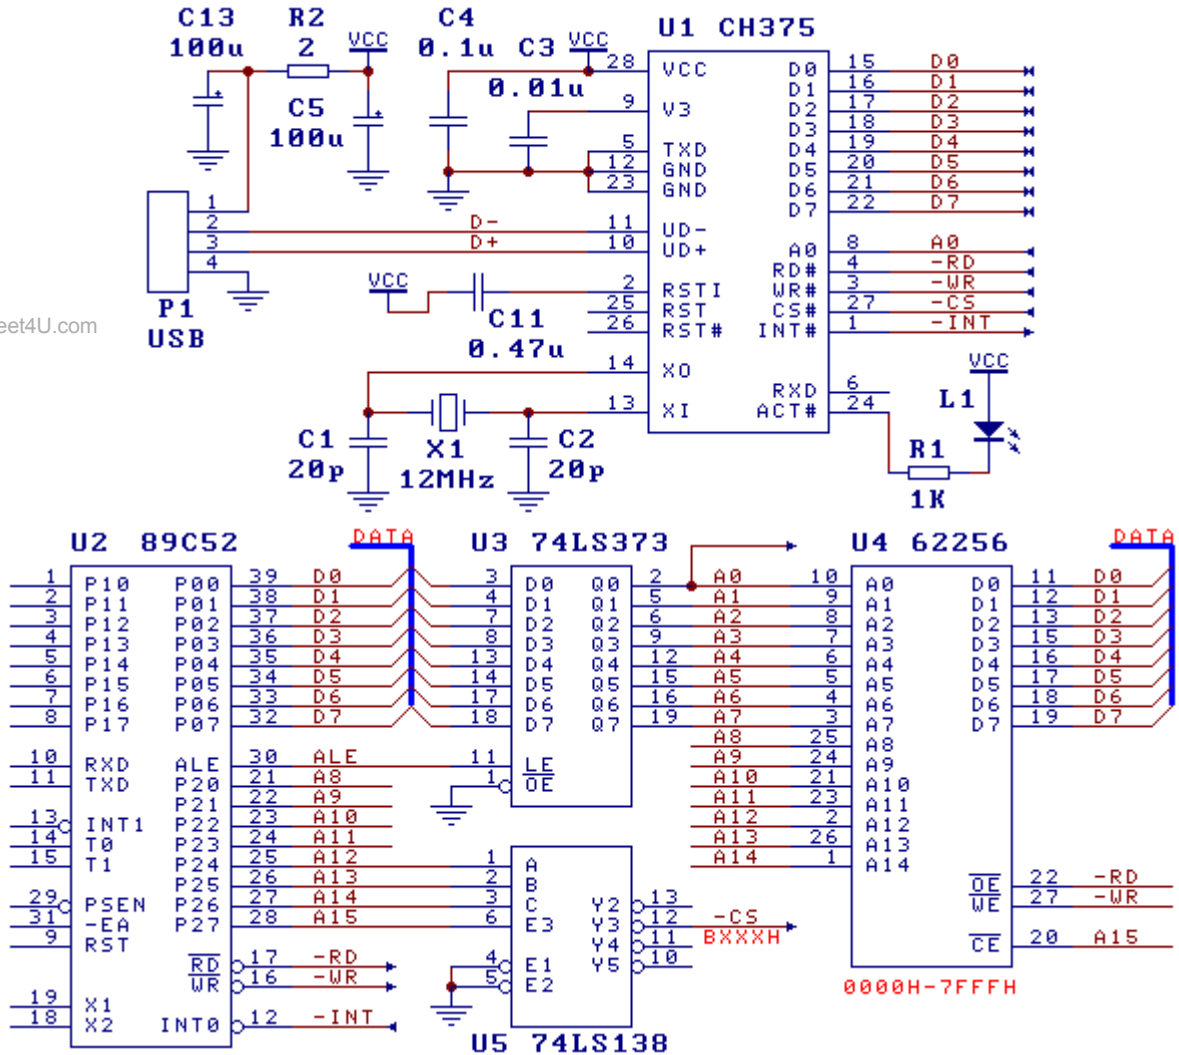 C13 R2 C4 U1 CH375
100u 2 VCC 0.1u C3 VCC
C5 0.01u
100u
28 VCC D0 15 D0
D1 16 D1
9 V3 D2 17 D2
D3 18 D3
5 TXD D4 19 D4
12 GND D5 20 D5
23 GND D6 21 D6
D7 22 D7
1
2 D- 11 UD-
3 D+ 10 UD+ A0 8 A0
4 RD# 4 -RD
P1 VCC 2 RSTI WR# 3 -WR
USB C11 25 RST CS# 27 -CS
eet4U.com 0.47u 26 RST# INT# 1 -INT
14 XO VCC
RXD 6
13 XI ACT# 24 L1
C1 X1 C2 R1
20p 12MHz 20p 1K
U2 89C52 DATA U3 74LS373 U4 62256 DATA
1 P10 P00 39 D0 3 D0 Q0 2 A0 10 A0 D0 11 D0
2 P11 P01 38 D1 4 D1 Q1 5 A1 9 A1 D1 12 D1
3 P12 P02 37 D2 7 D2 Q2 6 A2 8 A2 D2 13 D2
4 P13 P03 36 D3 8 D3 Q3 9 A3 7 A3 D3 15 D3
5 P14 P04 35 D4 13 D4 Q4 12 A4 6 A4 D4 16 D4
6 P15 P05 34 D5 14 D5 Q5 15 A5 5 A5 D5 17 D5
7 P16 P06 33 D6 17 D6 Q6 16 A6 4 A6 D6 18 D6
8 P17 P07 32 D7 18 D7 Q7 19 A7 3 A7 D7 19 D7
A8 25 A8
10 RXD ALE 30 ALE 11 LE A9 24 A9
11 TXD P20 21 A8 1 OE A10 21 A10
P21 22 A9 A11 23 A11
13 INT1 P22 23 A10 A12 2 A12
14 T0 P23 24 A11 A13 26 A13
15 T1 P24 25 A12 1 A A14 1 A14
P25 26 A13 2 B OE 22 -RD
29 PSEN P26 27 A14 3 C Y2 13 WE 27 -WR
31 -EA P27 28 A15 6 E3 Y3 12 -CS
9 RST Y4 11 BXXXH CE 20 A15
RD 17 -RD 4 E1 Y5 10
WR 16 -WR 5 E2 0000H-7FFFH
19 X1
18 X2 INT0 12 -INT
U5 74LS138